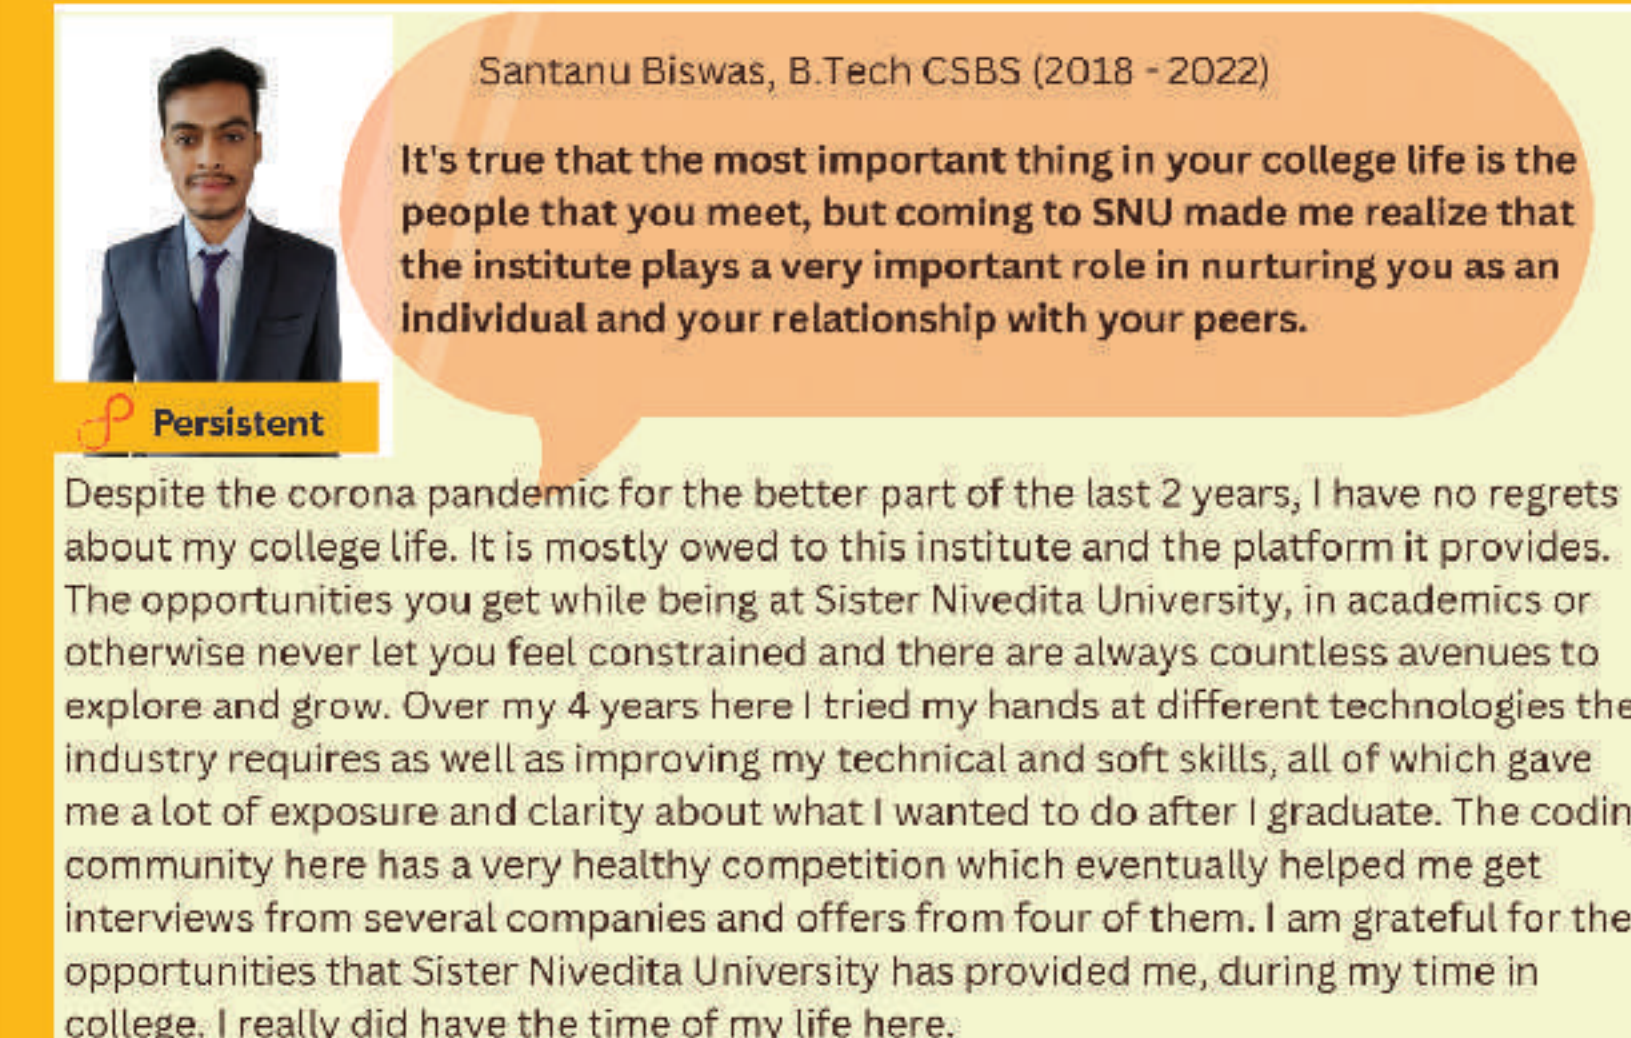 Santanu Biswas, B.Tech CSBS (2018 - 2022)
It's true that the most important thing in your college life is the
people that you meet, but coming to SNU made me realize that
the institute plays a very important role in nurturing you as an
individual and your relationship with your peers.
Persistent
Despite the corona pandemic for the better part of the last 2 years, I have no regrets
about my college life. It is mostly owed to this institute and the platform it provides.
The opportunities you get while being at Sister Nivedita University, in academics or
otherwise never let you feel constrained and there are always countless avenues to
explore and grow. Over my 4 years here I tried my hands at different technologies the
industry requires as well as improving my technical and soft skills, all of which gave
me a lot of exposure and clarity about what I wanted to do after I graduate. The codin
community here has a very healthy competition which eventually helped me get
interviews from several companies and offers from four of them. I am grateful for the
opportunities that Sister Nivedita University has provided me, during my time in
college. I really did have the time of my life here.